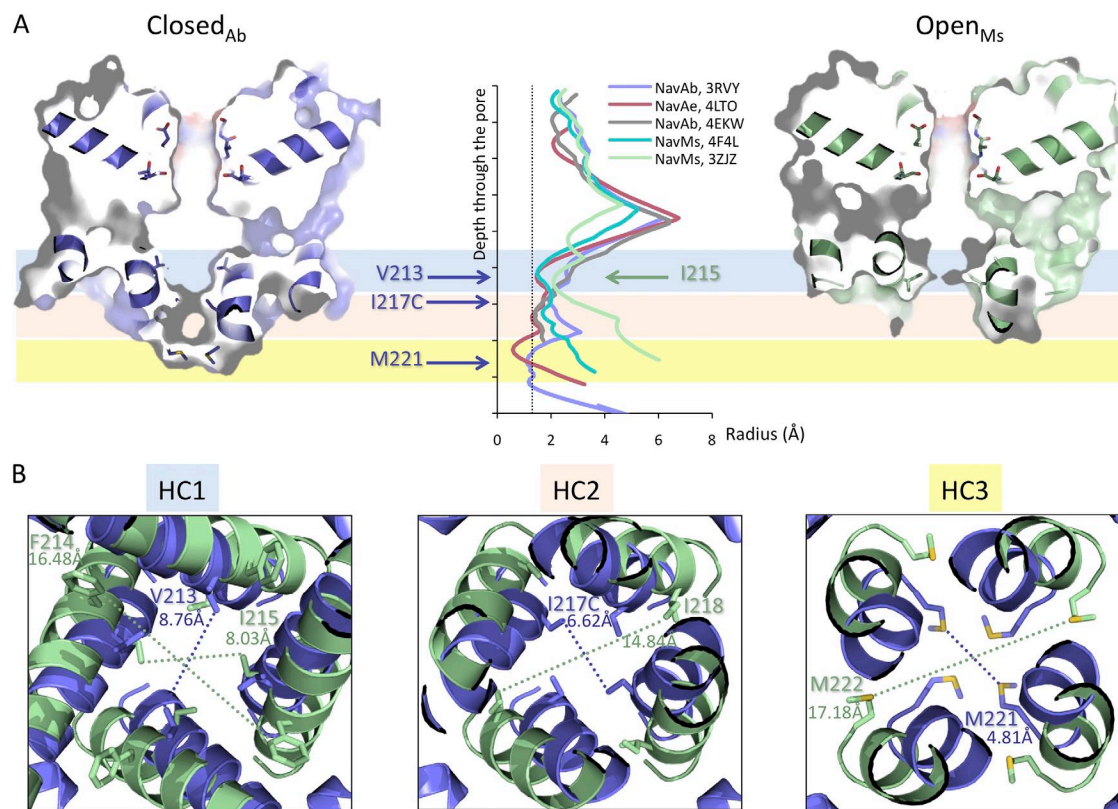 A
Closed_Ab
Open_Ms
NavAb, 3RVY
NavAe, 4LTO
NavAb, 4EKW
NavMs, 4F4L
NavMs, 3ZJZ
Depth through the pore
V213
I215
I217C
M221
0 2 4 6 8
Radius (Å)
B
HC1
HC2
HC3
F214
16.48Å
V213
8.76Å
I215
8.03Å
I217C
6.62Å
I218
14.84Å
M222
17.18Å
M221
4.81Å